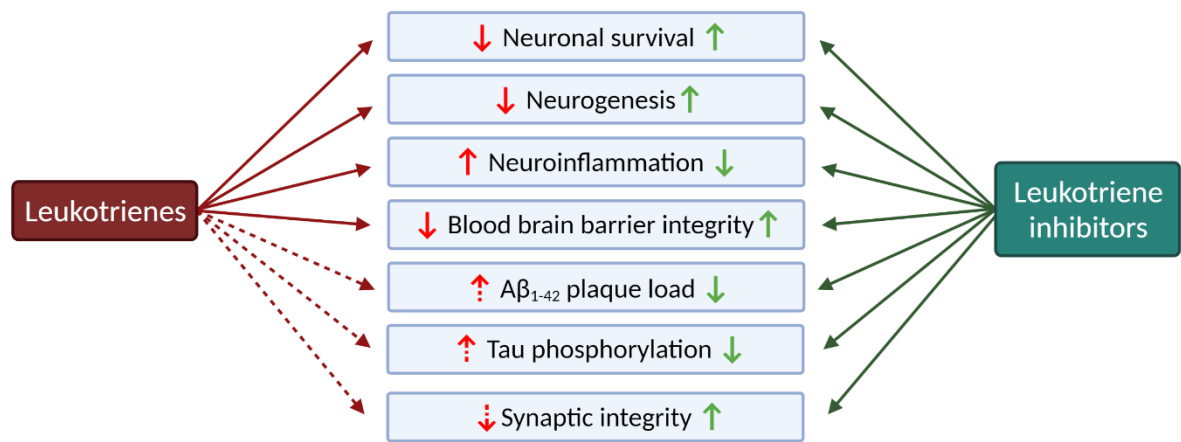 Neuronal survival
Neurogenesis
Neuroinflammation
Leukotrienes
Blood brain barrier integrity
Leukotriene
inhibitors
Aβ₁₋₄₂ plaque load
Tau phosphorylation
Synaptic integrity